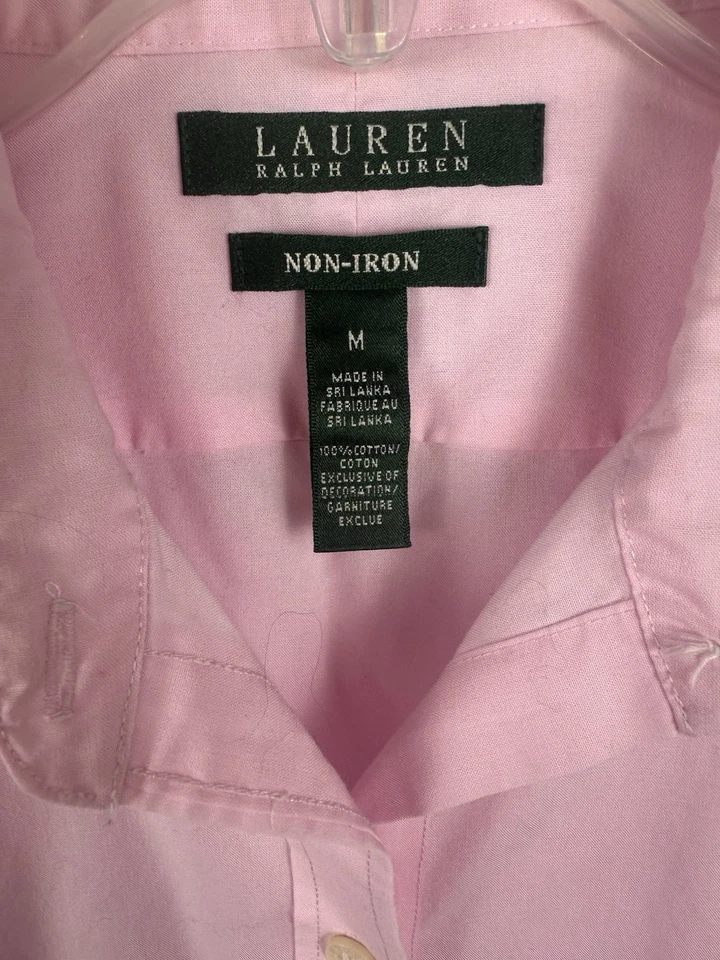 LAUREN
RALPH LAUREN
NON-IRON
M
MADE IN
SRI LANKA
FABRIQUE AU
SRI LANKA
100% COTTON/
COTON
EXCLUSIVE OF
DECORATION/
GARNITURE
EXCLUE